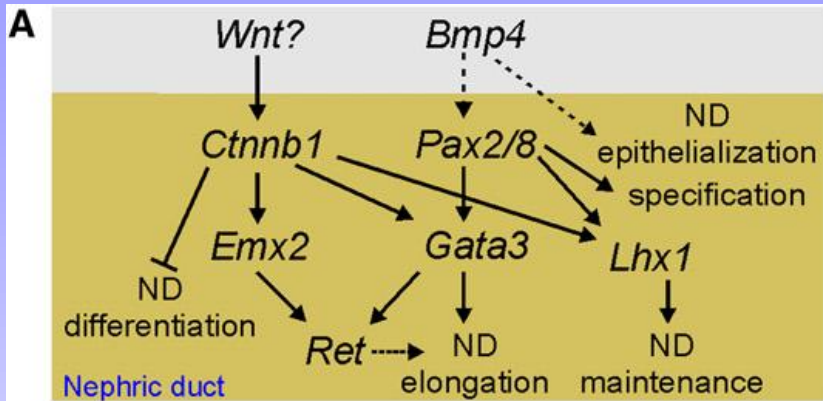 A
Wnt?
Bmp4
Ctnnb1
Pax2/8
ND
epithelialization
specification
Emx2
Gata3
Lhx1
ND
differentiation
Ret
ND
elongation
ND
maintenance
Nephric duct